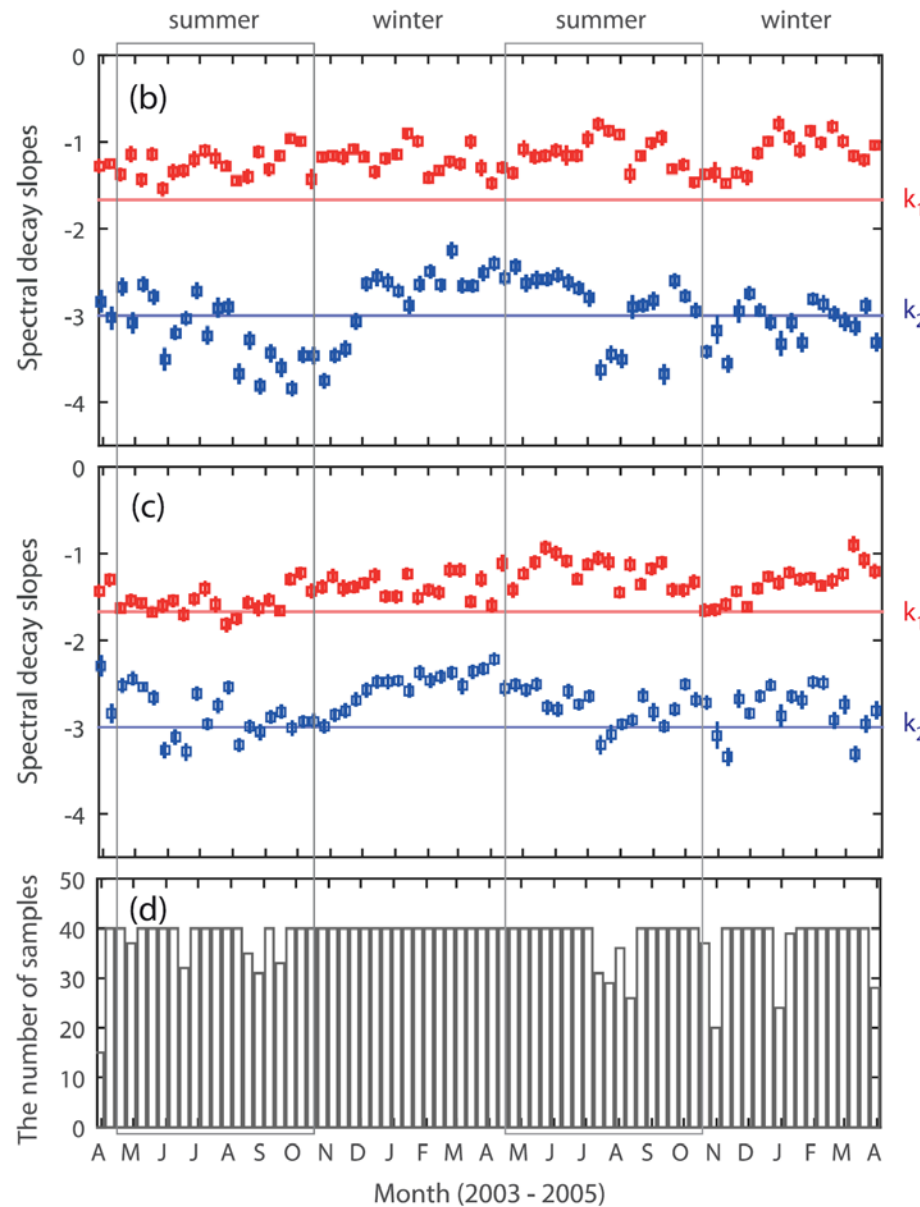 summer winter summer winter
0
(b)
-1
k
-2
-3
k
-4
Spectral decay slopes
0
(c)
-1
k
-2
-3
k
-4
Spectral decay slopes
50
(d)
40
30
20
10
0
The number of samples
A M J J A S O N D J F M A M J J A S O N D J F M A
Month (2003 - 2005)